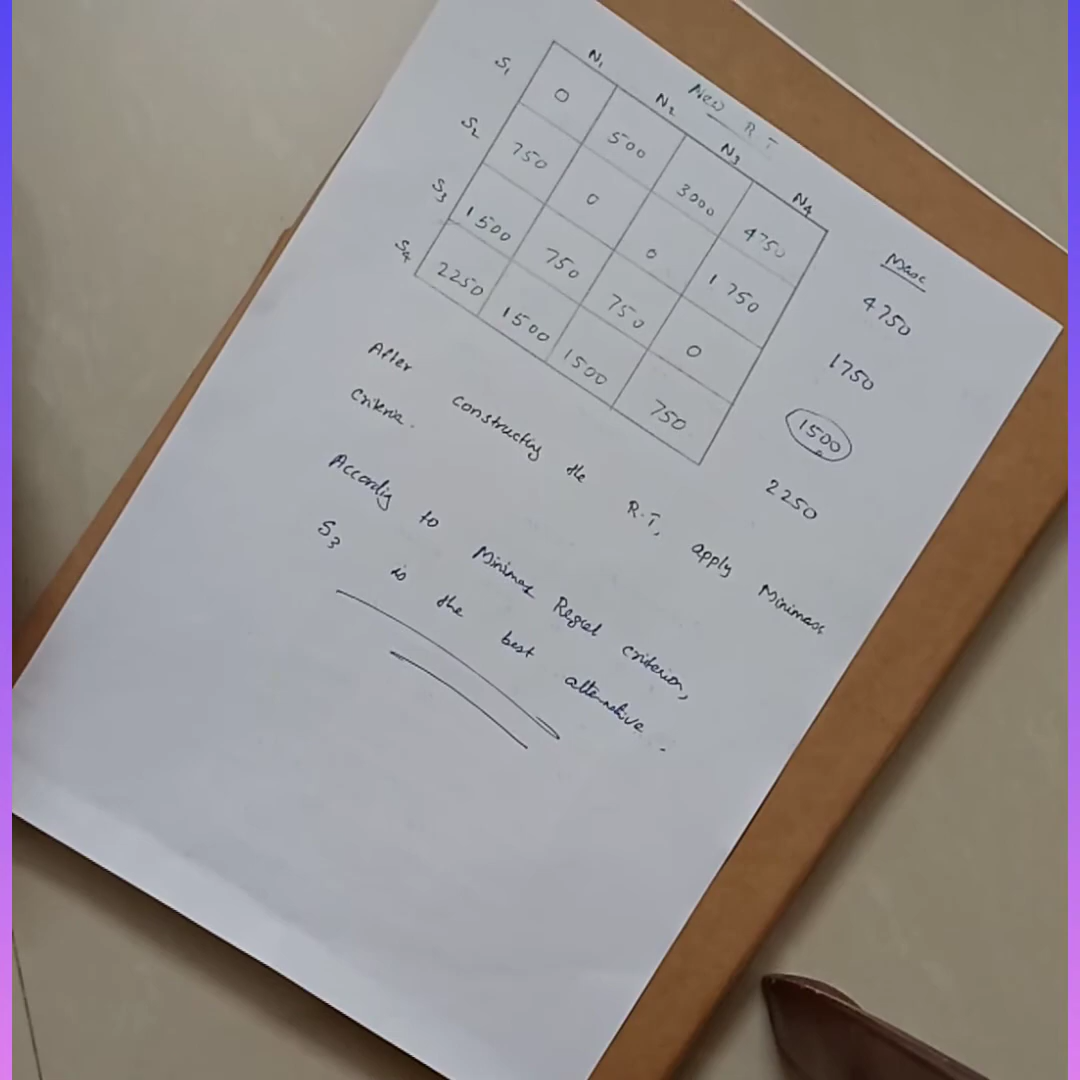 New R T
N1 N2 N3 N4 Max
S1 0 500 3000 4750 4750
S2 750 0 0 1750 1750
S3 1500 750 750 0 1500
S4 2250 1500 1500 750 2250
After constructing the R.T, apply Minimax
Criteria.
According to Minimax Regret criterion,
S3 is the best alternative.